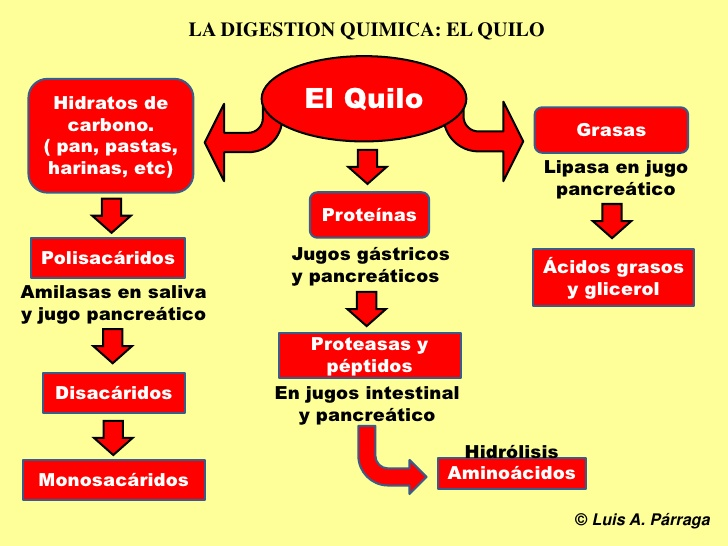 LA DIGESTION QUIMICA: EL QUILO
El Quilo
Hidratos de
carbono.
( pan, pastas,
harinas, etc)
Polisacáridos
Amilasas en saliva
y jugo pancreático
Disacáridos
Monosacáridos
Proteínas
Jugos gástricos
y pancreáticos
Proteasas y
péptidos
En jugos intestinal
y pancreático
Hidrólisis
Aminoácidos
Grasas
Lipasa en jugo
pancreático
Ácidos grasos
y glicerol
© Luis A. Párraga